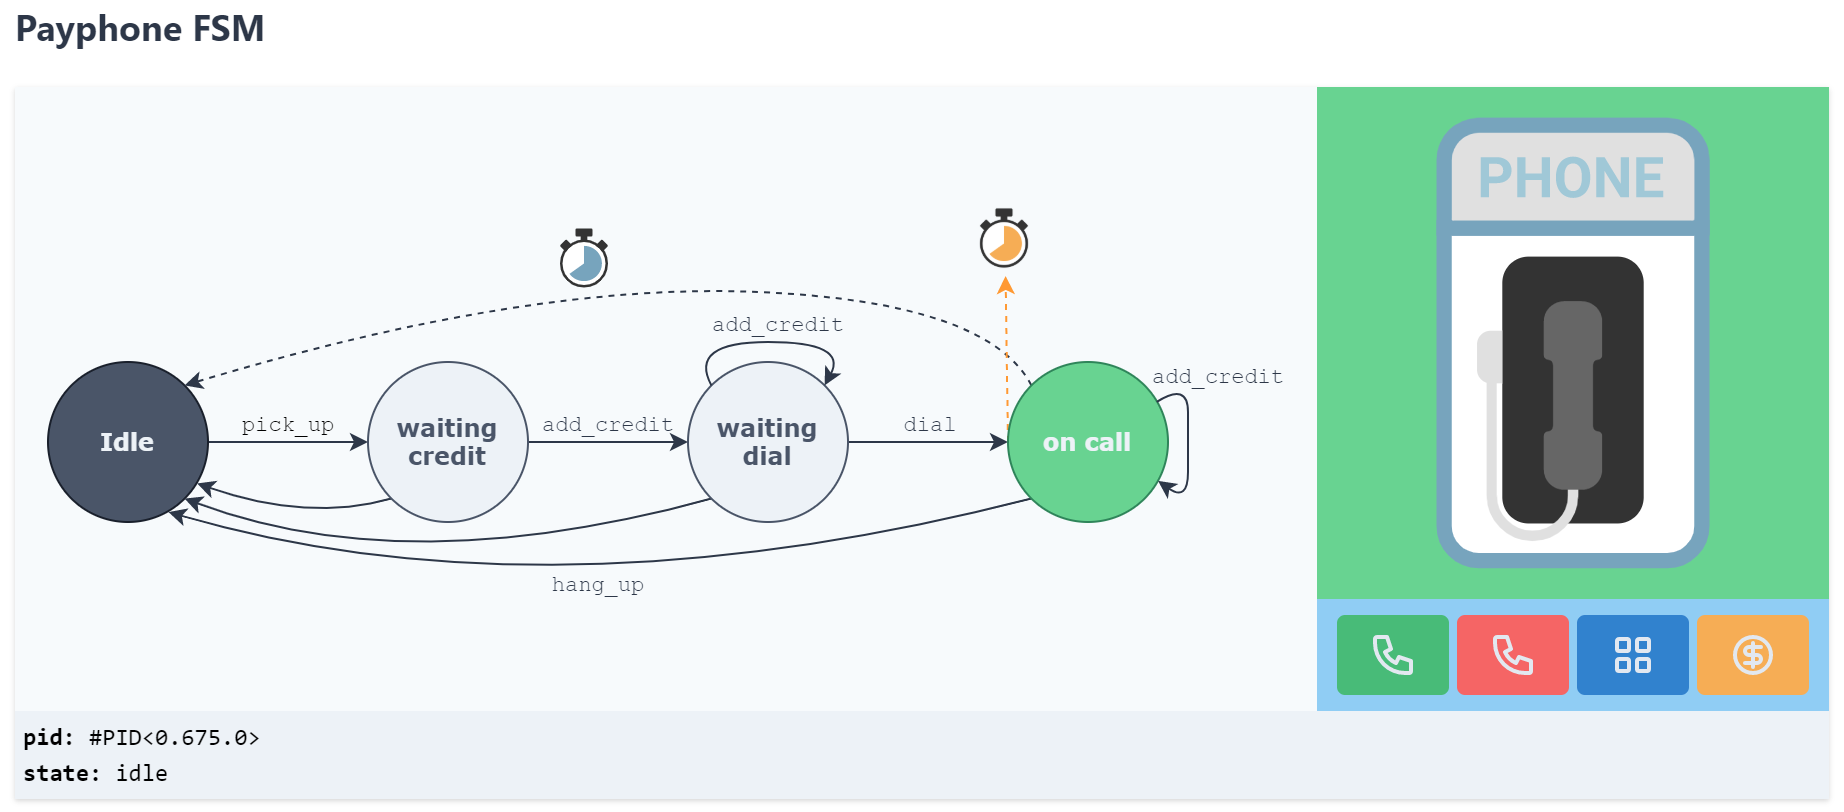 Payphone FSM
PHONE
add_credit
add_credit
pick_up
add_credit
dial
Idle
waiting
credit
waiting
dial
on call
hang_up
pid: #PID<0.675.0>
state: idle